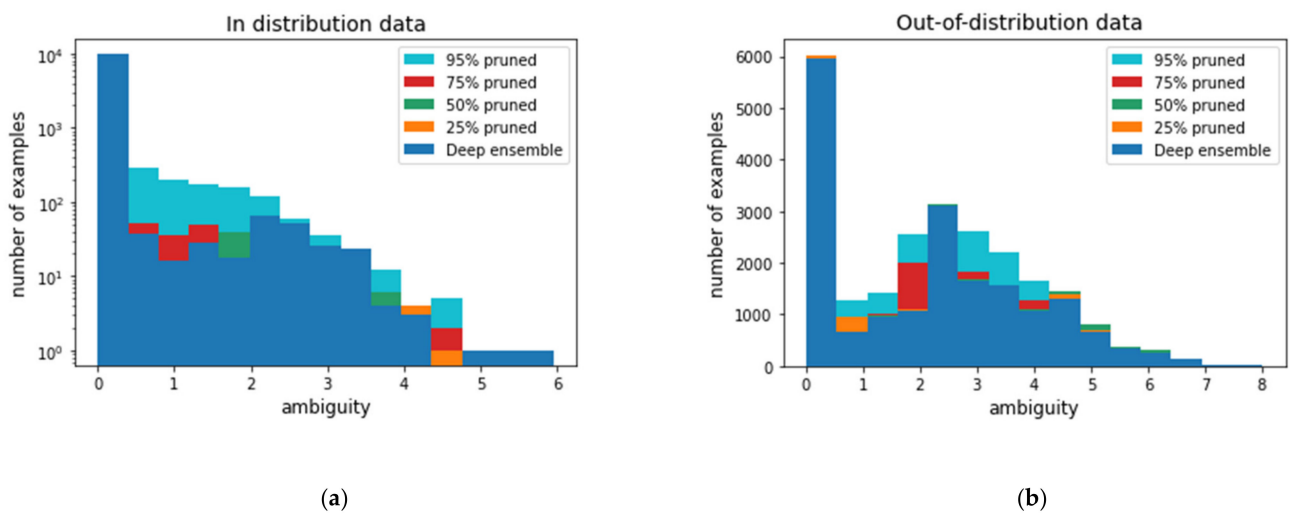 In distribution data
10⁴
10³
10²
10¹
10⁰
number of examples
95% pruned
75% pruned
50% pruned
25% pruned
Deep ensemble
0 1 2 3 4 5 6
ambiguity
(a)
Out-of-distribution data
6000
5000
4000
3000
2000
1000
0
number of examples
95% pruned
75% pruned
50% pruned
25% pruned
Deep ensemble
0 1 2 3 4 5 6 7 8
ambiguity
(b)